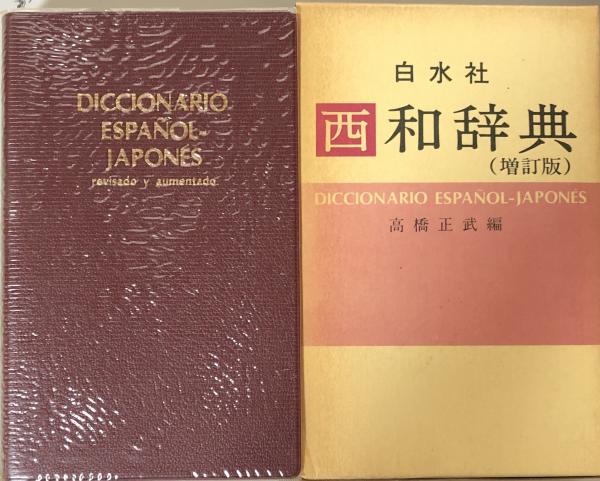 DICCIONARIO
ESPAÑOL-
JAPONÉS
revisado y aumentado
白水社
西和辞典
(増訂版)
DICCIONARIO ESPAÑOL-JAPONÉS
高橋正武編